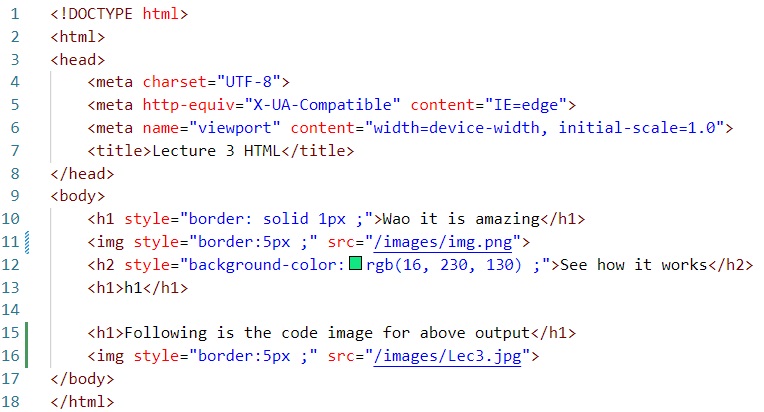 1 <!DOCTYPE html>
2 <html>
3 <head>
4     <meta charset="UTF-8">
5     <meta http-equiv="X-UA-Compatible" content="IE=edge">
6     <meta name="viewport" content="width=device-width, initial-scale=1.0">
7     <title>Lecture 3 HTML</title>
8 </head>
9 <body>
10     <h1 style="border: solid 1px ;">Wao it is amazing</h1>
11     <img style="border:5px ;" src="/images/img.png">
12     <h2 style="background-color:rgb(16, 230, 130) ;">See how it works</h2>
13     <h1>h1</h1>
14
15     <h1>Following is the code image for above output</h1>
16     <img style="border:5px ;" src="/images/Lec3.jpg">
17 </body>
18 </html>